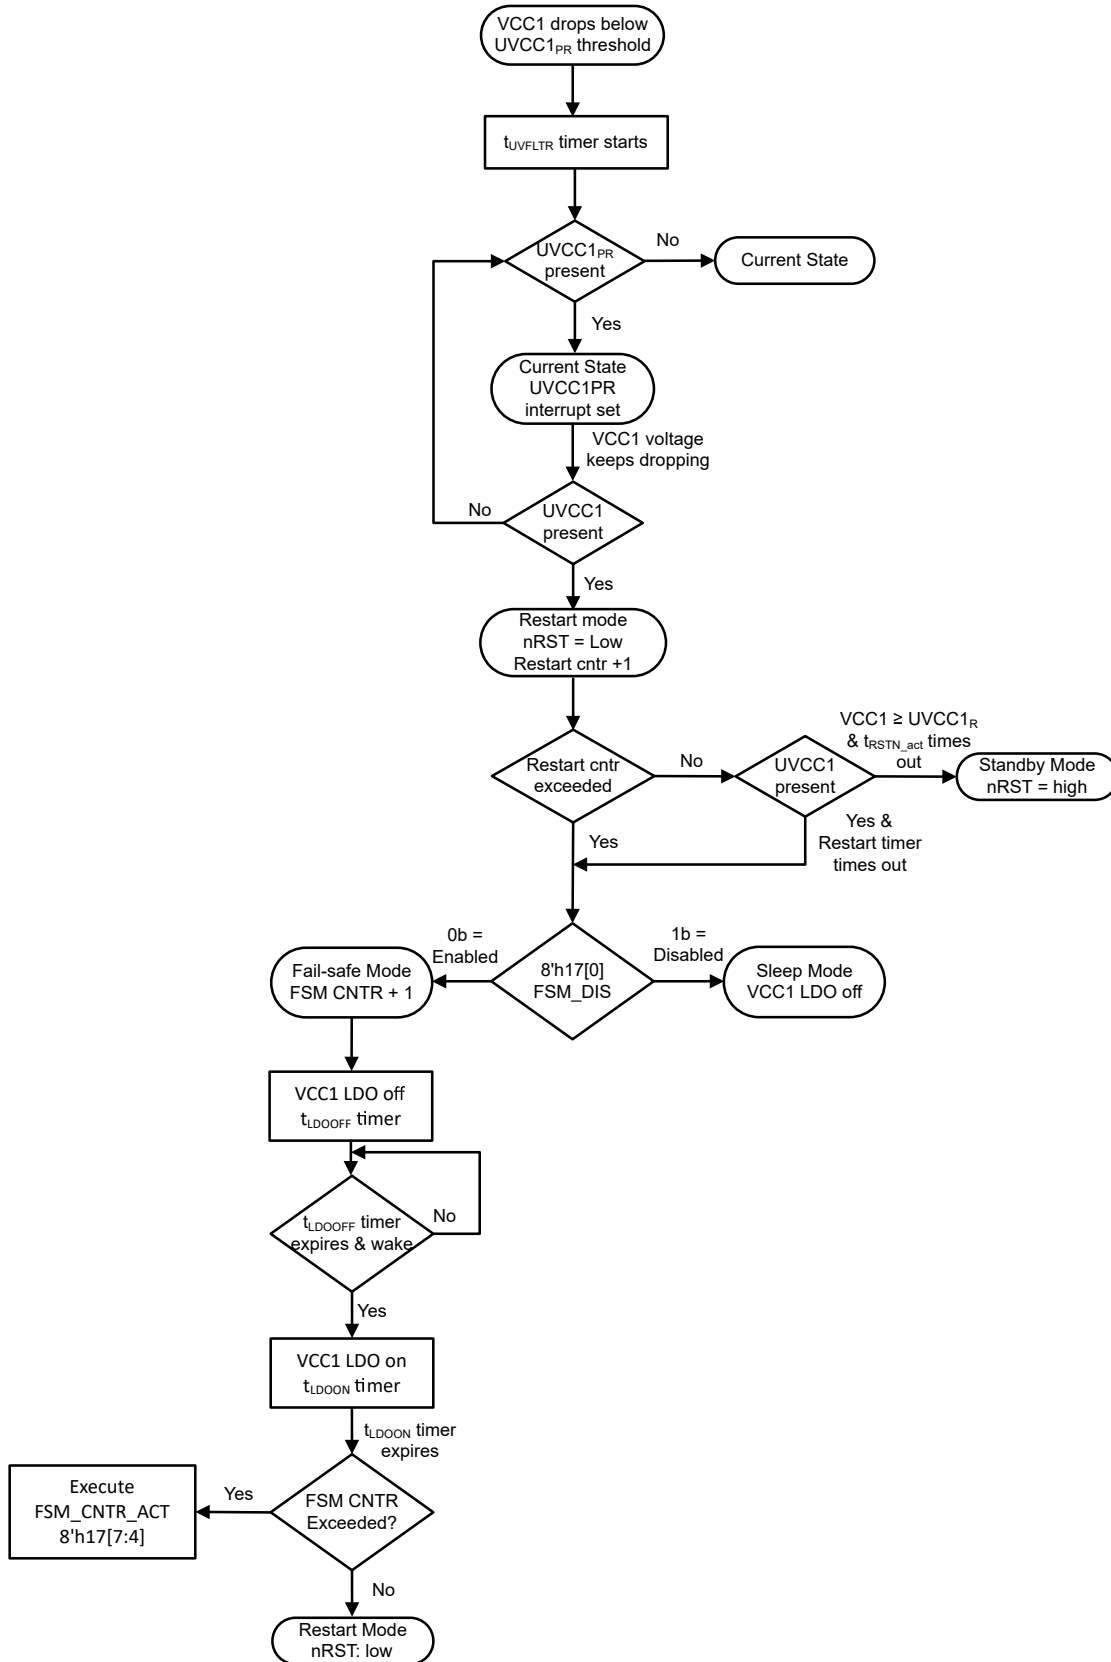 VCC1 drops below
UVCC1PR threshold
tUVFLTR timer starts
UVCC1PR
present
No
Current State
Yes
Current State
UVCC1PR
interrupt set
VCC1 voltage
keeps dropping
No
UVCC1
present
Yes
Restart mode
nRST = Low
Restart cntr +1
Restart cntr
exceeded
No
UVCC1
present
VCC1 ≥ UVCC1R
& tRSTN_act times
out
Standby Mode
nRST = high
Yes
Yes &
Restart timer
times out
0b =
Enabled
8'h17[0]
FSM_DIS
1b =
Disabled
Fail-safe Mode
FSM CNTR + 1
Sleep Mode
VCC1 LDO off
VCC1 LDO off
tLDOOFF timer
tLDOOFF timer
expires & wake
No
Yes
VCC1 LDO on
tLDOON timer
tLDOON timer
expires
FSM CNTR
Exceeded?
Yes
Execute
FSM_CNTR_ACT
8'h17[7:4]
No
Restart Mode
nRST: low